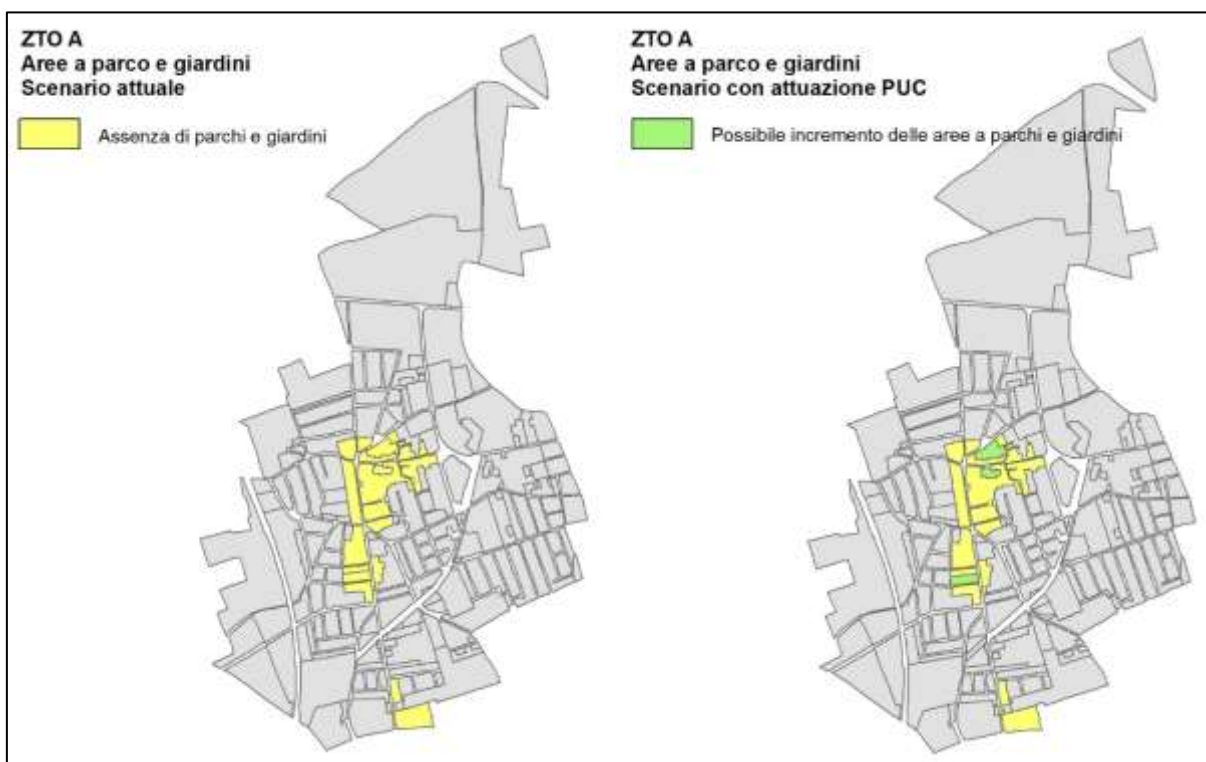 ZTO A
Aree a parco e giardini
Scenario attuale
Assenza di parchi e giardini
ZTO A
Aree a parco e giardini
Scenario con attuazione PUC
Possibile incremento delle aree a parchi e giardini